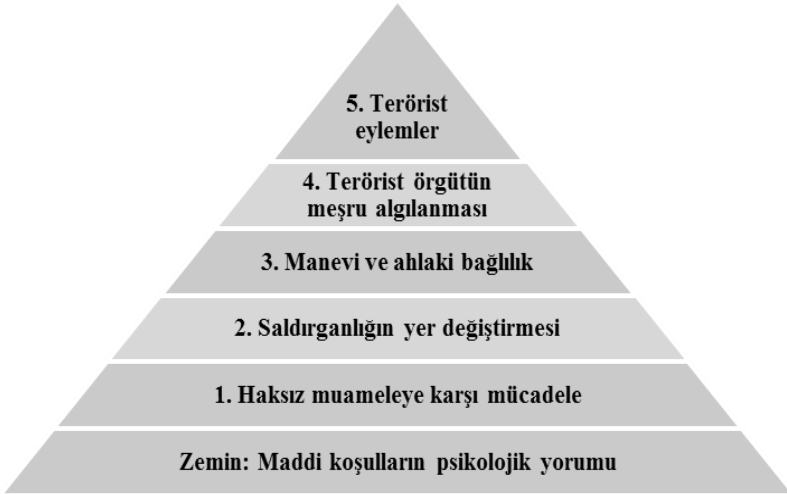 5. Terörist
eylemler
4. Terörist örgütün
meşru algılanması
3. Manevi ve ahlaki bağlılık
2. Saldırganlığın yer değiştirmesi
1. Haksız muameleye karşı mücadele
Zemin: Maddi koşulların psikolojik yorumu